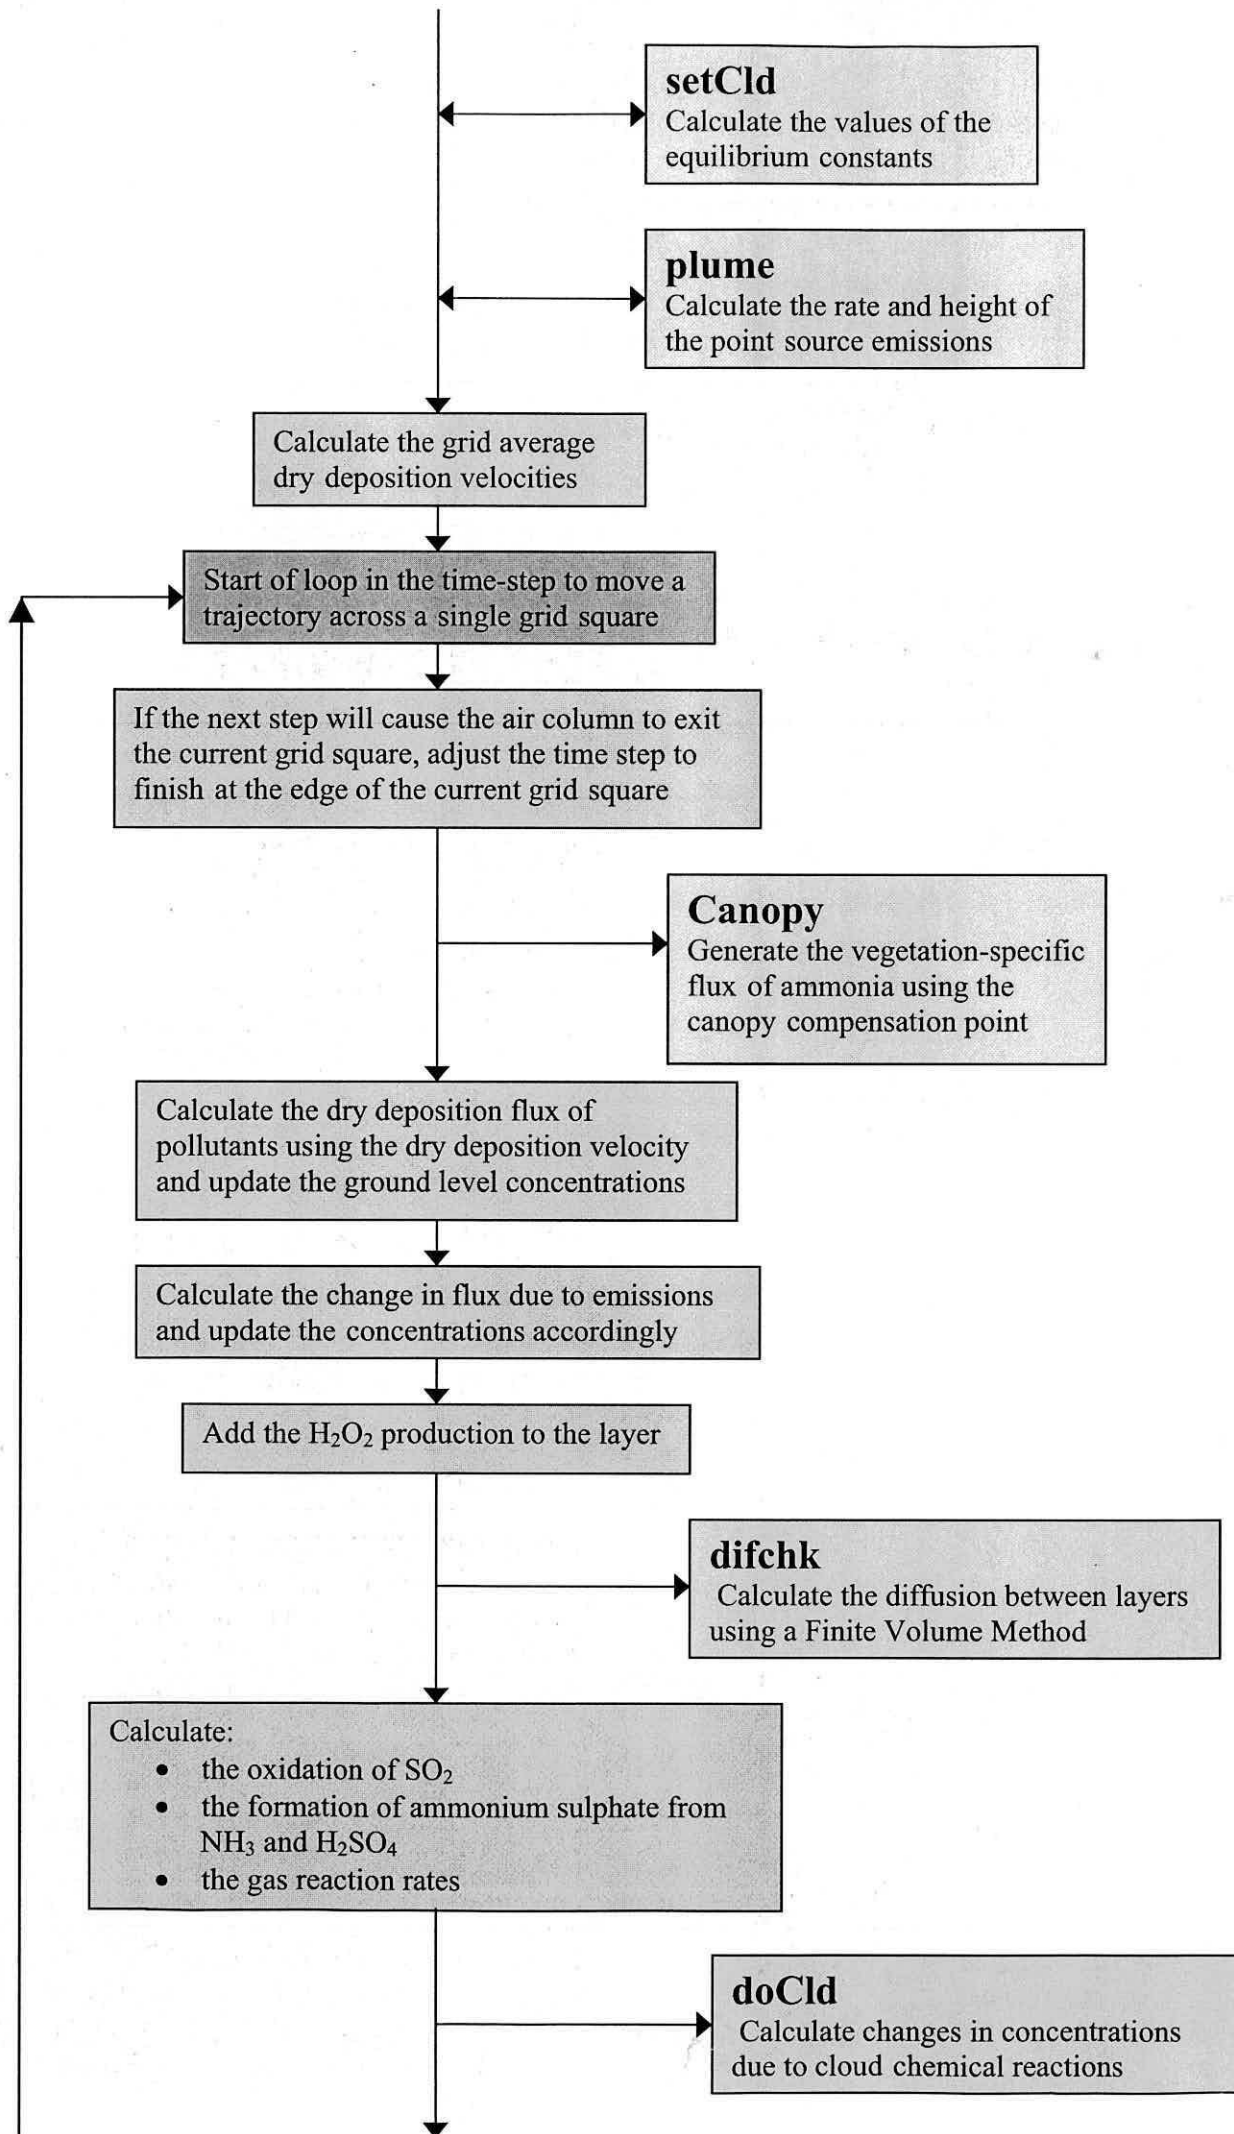 setCld
Calculate the values of the
equilibrium constants
plume
Calculate the rate and height of
the point source emissions
Calculate the grid average
dry deposition velocities
Start of loop in the time-step to move a
trajectory across a single grid square
If the next step will cause the air column to exit
the current grid square, adjust the time step to
finish at the edge of the current grid square
Canopy
Generate the vegetation-specific
flux of ammonia using the
canopy compensation point
Calculate the dry deposition flux of
pollutants using the dry deposition velocity
and update the ground level concentrations
Calculate the change in flux due to emissions
and update the concentrations accordingly
Add the H₂O₂ production to the layer
difchk
Calculate the diffusion between layers
using a Finite Volume Method
Calculate:
• the oxidation of SO₂
• the formation of ammonium sulphate from
NH₃ and H₂SO₄
• the gas reaction rates
doCld
Calculate changes in concentrations
due to cloud chemical reactions